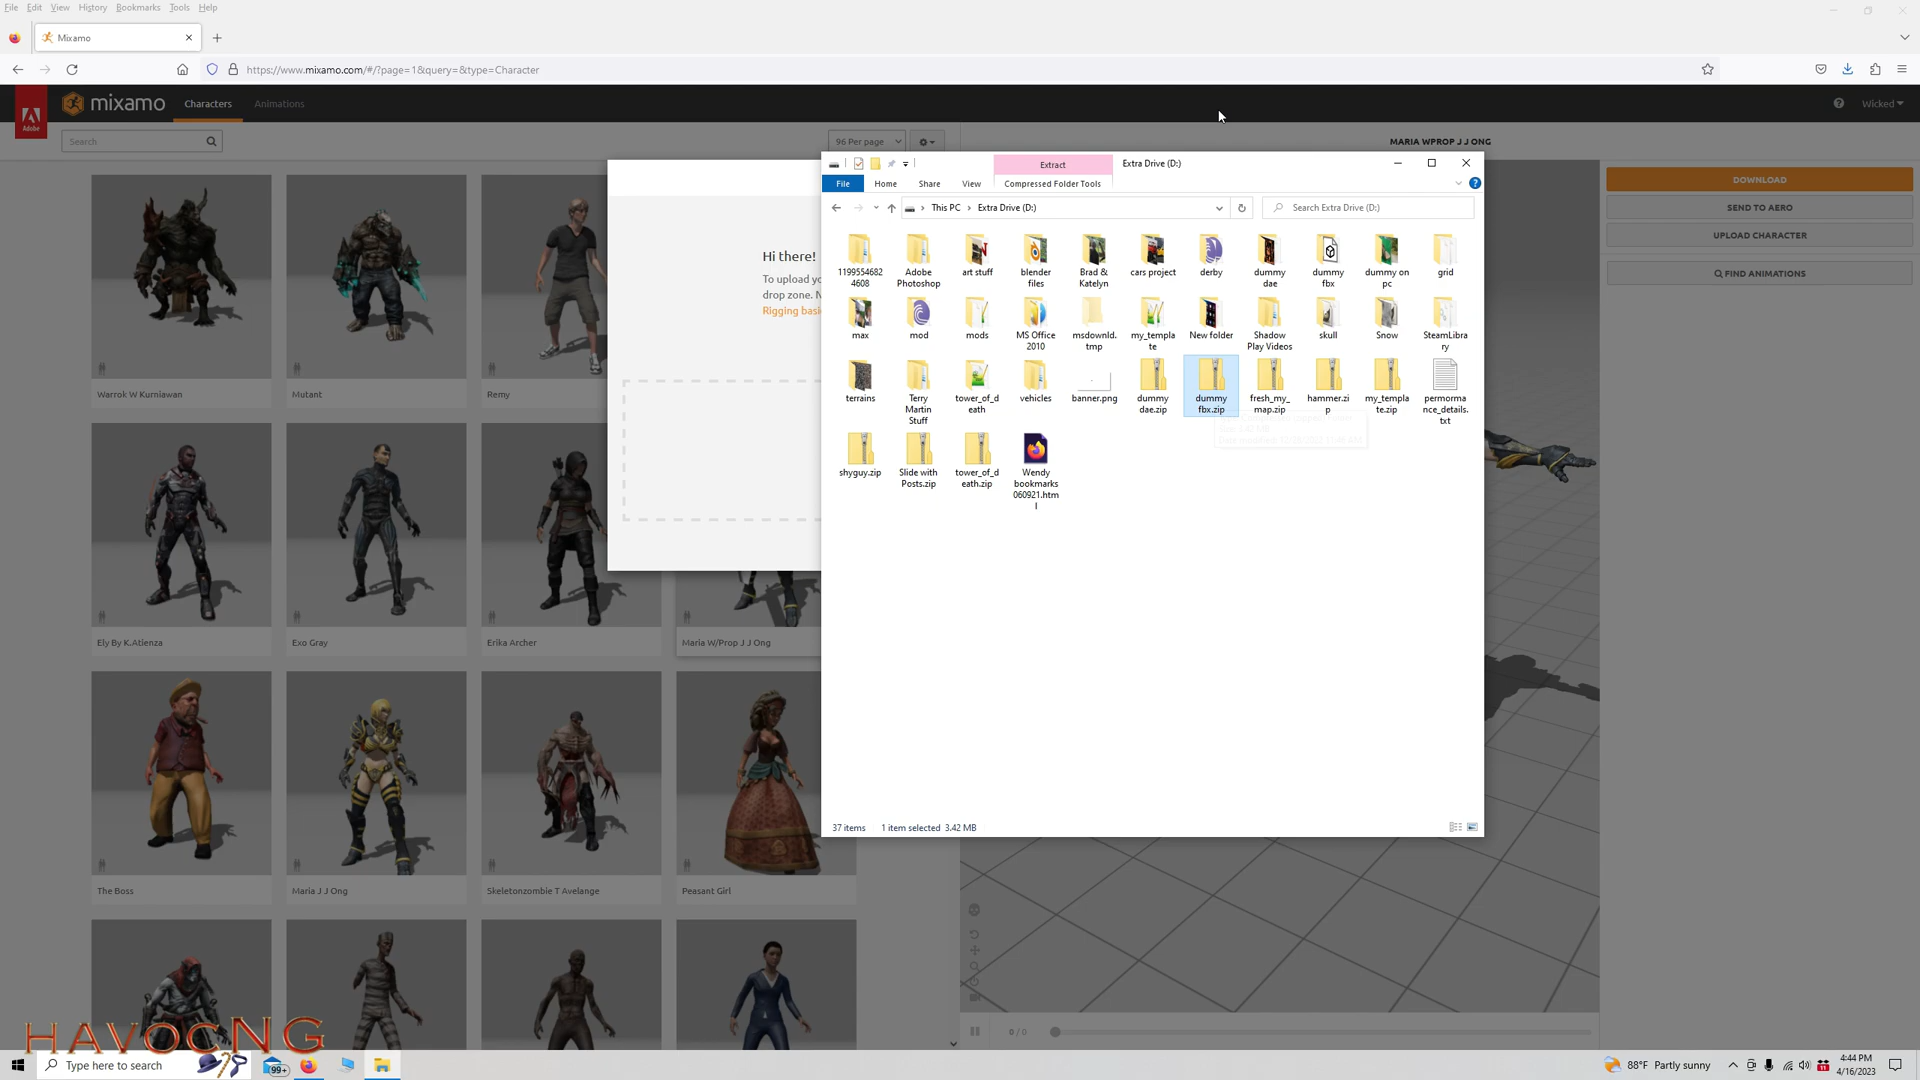 File Edit View History Bookmarks Tools Help
Mixamo
https://www.mixamo.com/#/?page=1&query=&type=Character
Adobe
mixamo
Characters
Animations
Wicked
Search
96 Per page
MARIA WPROP J J ONG
DOWNLOAD
SEND TO AERO
UPLOAD CHARACTER
FIND ANIMATIONS
Warrok W Kurniawan
Mutant
Remy
Ely By K.Atienza
Exo Gray
Erika Archer
Maria W/Prop J J Ong
The Boss
Maria J J Ong
Skeletonzombie T Avelange
Peasant Girl
Hi there!
To upload yo
drop zone. N
Rigging basi
Extract
Extra Drive (D:)
File
Home
Share
View
Compressed Folder Tools
This PC
Extra Drive (D:)
Search Extra Drive (D:)
1199554682
4608
Adobe
Photoshop
art stuff
blender
files
Brad &
Katelyn
cars project
derby
dummy
dae
dummy
fbx
dummy on
pc
grid
max
mod
mods
MS Office
2010
msdownld.
tmp
my_templa
te
New folder
Shadow
Play Videos
skull
Snow
SteamLibra
ry
terrains
Terry
Martin
Stuff
tower_of_d
eath
vehicles
banner.png
dummy
dae.zip
dummy
fbx.zip
fresh_my_
map.zip
hammer.zi
p
my_templa
te.zip
permorma
nce_details.
txt
shyguy.zip
Slide with
Posts.zip
tower_of_d
eath.zip
Wendy
bookmarks
060921.htm
l
37 items
1 item selected 3.42 MB
0 / 0
HAVOCNG
Type here to search
99+
88°F Partly sunny
4:44 PM
4/16/2023